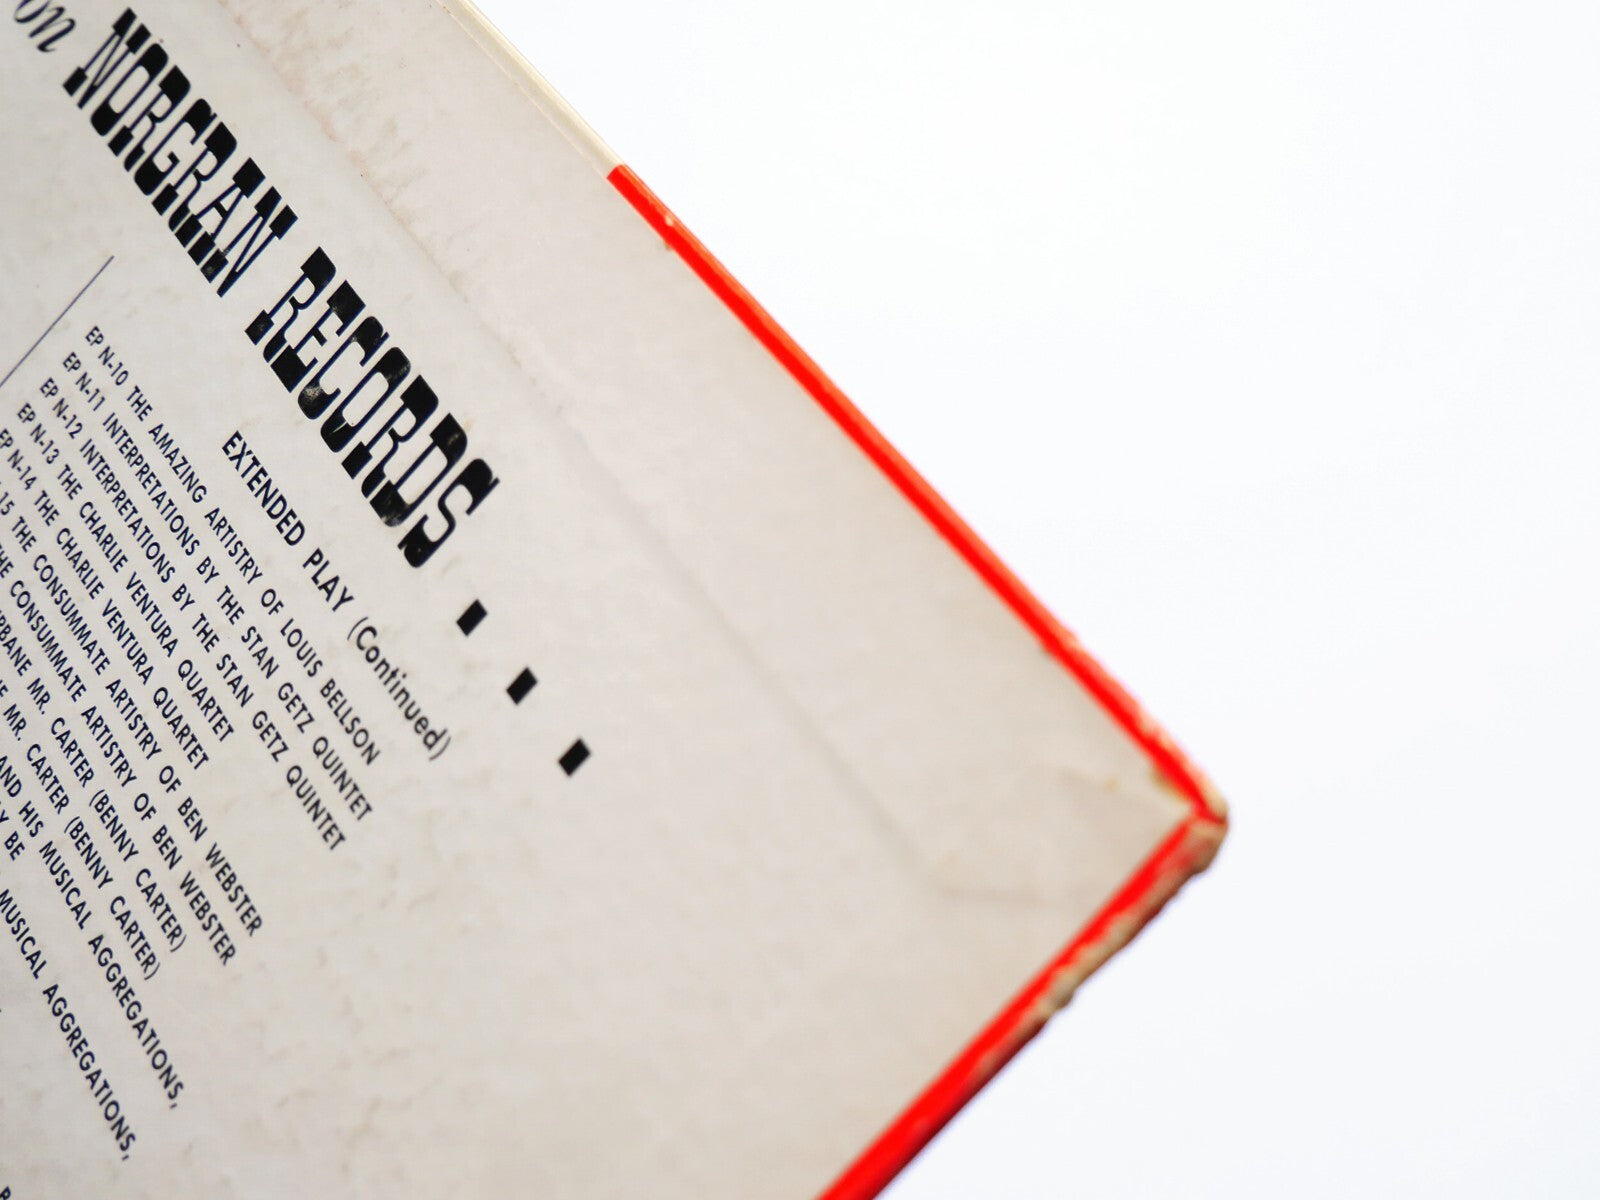 on NORGRAN RECORDS . . .
EXTENDED PLAY (Continued)
EP N-10 THE AMAZING ARTISTRY OF LOUIS BELLSON
EP N-11 INTERPRETATIONS BY THE STAN GETZ QUINTET
EP N-12 INTERPRETATIONS BY THE STAN GETZ QUINTET
EP N-13 THE CHARLIE VENTURA QUARTET
EP N-14 THE CHARLIE VENTURA QUARTET
15 THE CONSUMMATE ARTISTRY OF BEN WEBSTER
THE CONSUMMATE ARTISTRY OF BEN WEBSTER
MR. CARTER (BENNY CARTER)
MR. CARTER (BENNY CARTER)
AND HIS MUSICAL AGGREGATIONS,
BE
MUSICAL AGGREGATIONS,